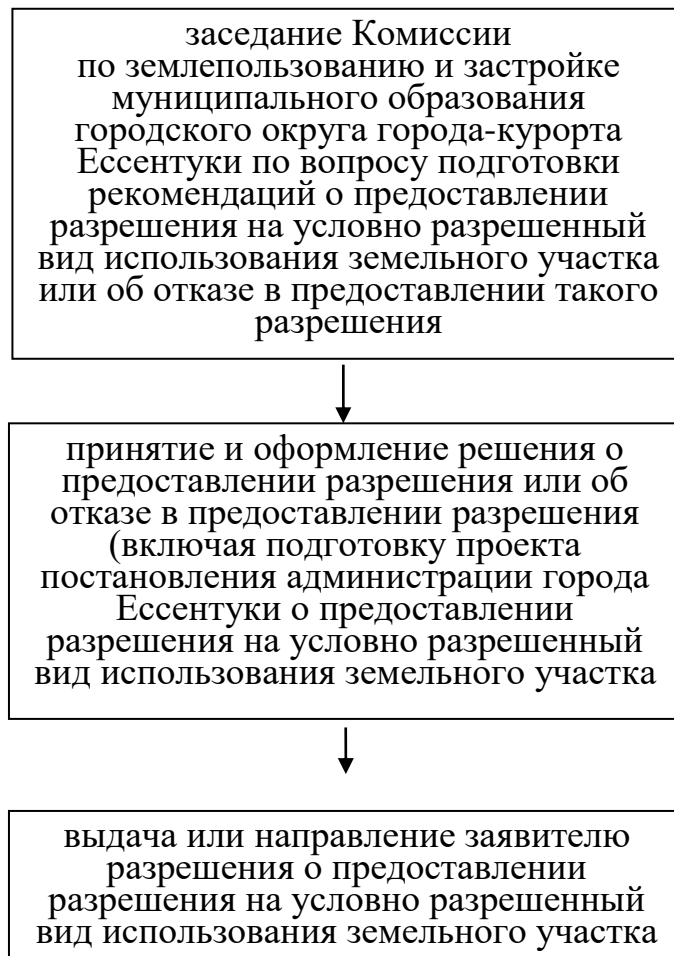 заседание Комиссии
по землепользованию и застройке
муниципального образования
городского округа города-курорта
Ессентуки по вопросу подготовки
рекомендаций о предоставлении
разрешения на условно разрешенный
вид использования земельного участка
или об отказе в предоставлении такого
разрешения
принятие и оформление решения о
предоставлении разрешения или об
отказе в предоставлении разрешения
(включая подготовку проекта
постановления администрации города
Ессентуки о предоставлении
разрешения на условно разрешенный
вид использования земельного участка
выдача или направление заявителю
разрешения о предоставлении
разрешения на условно разрешенный
вид использования земельного участка